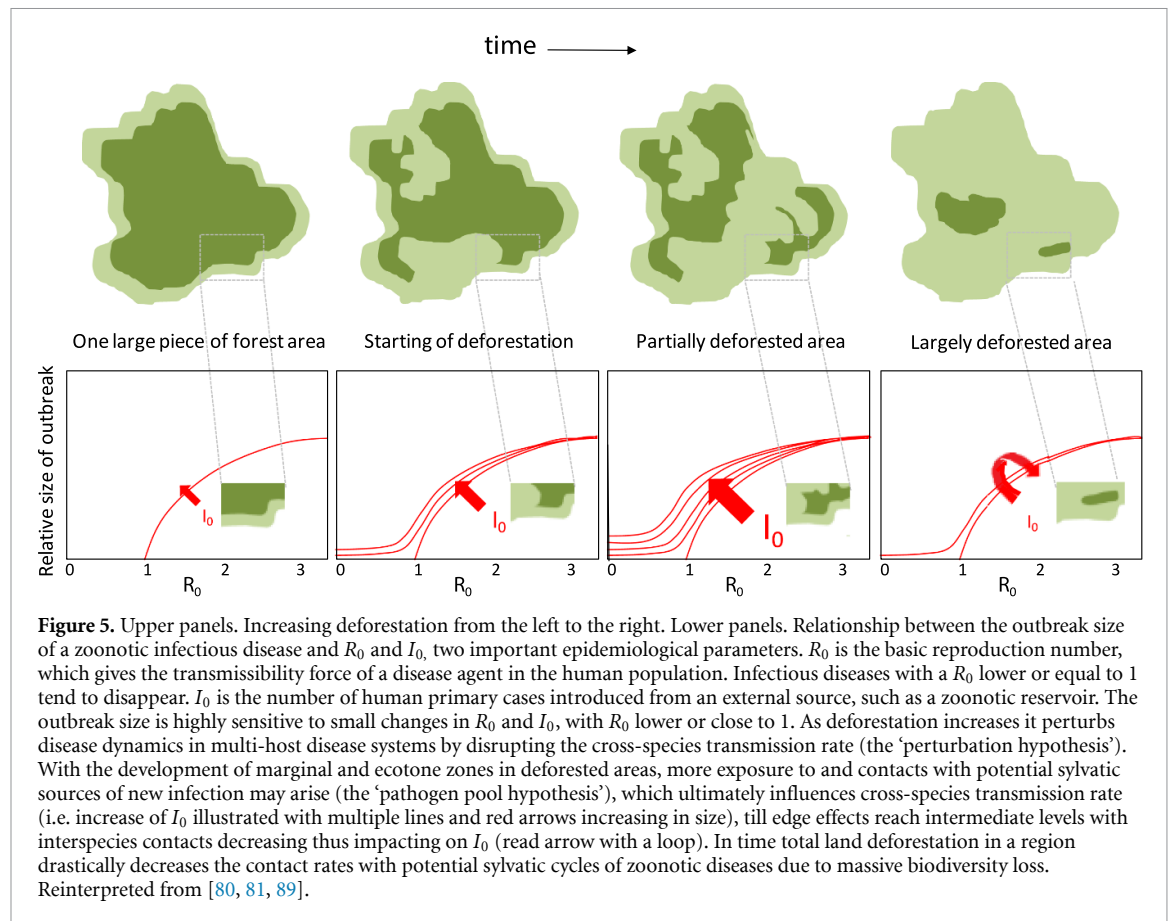 time
One large piece of forest area
Starting of deforestation
Partially deforested area
Largely deforested area
Relative size of outbreak
I0
I0
I0
I0
0 1 2 3
0 1 2 3
0 1 2 3
0 1 2 3
R0
R0
R0
R0
Figure 5. Upper panels. Increasing deforestation from the left to the right. Lower panels. Relationship between the outbreak size
of a zoonotic infectious disease and R0 and I0, two important epidemiological parameters. R0 is the basic reproduction number,
which gives the transmissibility force of a disease agent in the human population. Infectious diseases with a R0 lower or equal to 1
tend to disappear. I0 is the number of human primary cases introduced from an external source, such as a zoonotic reservoir. The
outbreak size is highly sensitive to small changes in R0 and I0, with R0 lower or close to 1. As deforestation increases it perturbs
disease dynamics in multi-host disease systems by disrupting the cross-species transmission rate (the ‘perturbation hypothesis’).
With the development of marginal and ecotone zones in deforested areas, more exposure to and contacts with potential sylvatic
sources of new infection may arise (the ‘pathogen pool hypothesis’), which ultimately influences cross-species transmission rate
(i.e. increase of I0 illustrated with multiple lines and red arrows increasing in size), till edge effects reach intermediate levels with
interspecies contacts decreasing thus impacting on I0 (read arrow with a loop). In time total land deforestation in a region
drastically decreases the contact rates with potential sylvatic cycles of zoonotic diseases due to massive biodiversity loss.
Reinterpreted from [80, 81, 89].